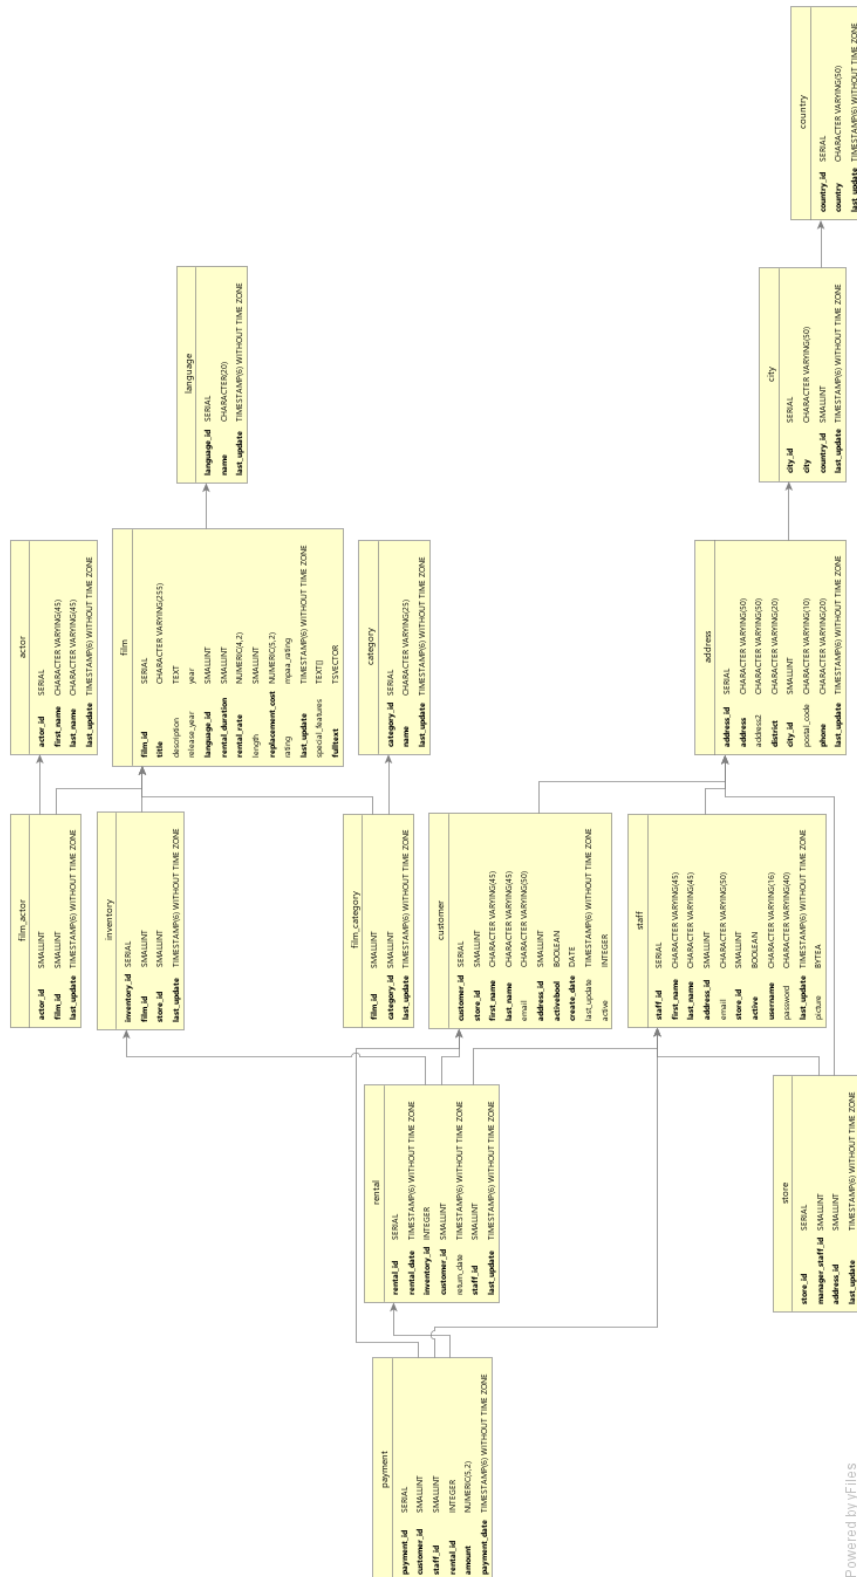 country
country_id SERIAL
country CHARACTER VARYING(50)
last_update TIMESTAMP(6) WITHOUT TIME ZONE
language
language_id SERIAL
name CHARACTER(20)
last_update TIMESTAMP(6) WITHOUT TIME ZONE
city
city_id SERIAL
city CHARACTER VARYING(50)
country_id SMALLINT
last_update TIMESTAMP(6) WITHOUT TIME ZONE
actor
actor_id SERIAL
first_name CHARACTER VARYING(45)
last_name CHARACTER VARYING(45)
last_update TIMESTAMP(6) WITHOUT TIME ZONE
film
film_id SERIAL
title CHARACTER VARYING(255)
description TEXT
release_year year
language_id SMALLINT
rental_duration SMALLINT
rental_rate NUMERIC(4,2)
length SMALLINT
replacement_cost NUMERIC(5,2)
rating mpaa_rating
last_update TIMESTAMP(6) WITHOUT TIME ZONE
special_features TEXT[]
fulltext TSVECTOR
category
category_id SERIAL
name CHARACTER VARYING(25)
last_update TIMESTAMP(6) WITHOUT TIME ZONE
address
address_id SERIAL
address CHARACTER VARYING(50)
address2 CHARACTER VARYING(50)
district CHARACTER VARYING(20)
city_id SMALLINT
postal_code CHARACTER VARYING(10)
phone CHARACTER VARYING(20)
last_update TIMESTAMP(6) WITHOUT TIME ZONE
film_actor
actor_id SMALLINT
film_id SMALLINT
last_update TIMESTAMP(6) WITHOUT TIME ZONE
inventory
inventory_id SERIAL
film_id SMALLINT
store_id SMALLINT
last_update TIMESTAMP(6) WITHOUT TIME ZONE
film_category
film_id SMALLINT
category_id SMALLINT
last_update TIMESTAMP(6) WITHOUT TIME ZONE
customer
customer_id SERIAL
store_id SMALLINT
first_name CHARACTER VARYING(45)
last_name CHARACTER VARYING(45)
email CHARACTER VARYING(50)
address_id SMALLINT
activebool BOOLEAN
create_date DATE
last_update TIMESTAMP(6) WITHOUT TIME ZONE
active INTEGER
staff
staff_id SERIAL
first_name CHARACTER VARYING(45)
last_name CHARACTER VARYING(45)
address_id SMALLINT
email CHARACTER VARYING(50)
store_id SMALLINT
active BOOLEAN
username CHARACTER VARYING(16)
password CHARACTER VARYING(40)
last_update TIMESTAMP(6) WITHOUT TIME ZONE
picture BYTEA
rental
rental_id SERIAL
rental_date TIMESTAMP(6) WITHOUT TIME ZONE
inventory_id INTEGER
customer_id SMALLINT
return_date TIMESTAMP(6) WITHOUT TIME ZONE
staff_id SMALLINT
last_update TIMESTAMP(6) WITHOUT TIME ZONE
store
store_id SERIAL
manager_staff_id SMALLINT
address_id SMALLINT
last_update TIMESTAMP(6) WITHOUT TIME ZONE
payment
payment_id SERIAL
customer_id SMALLINT
staff_id SMALLINT
rental_id INTEGER
amount NUMERIC(5,2)
payment_date TIMESTAMP(6) WITHOUT TIME ZONE
Powered by yFiles